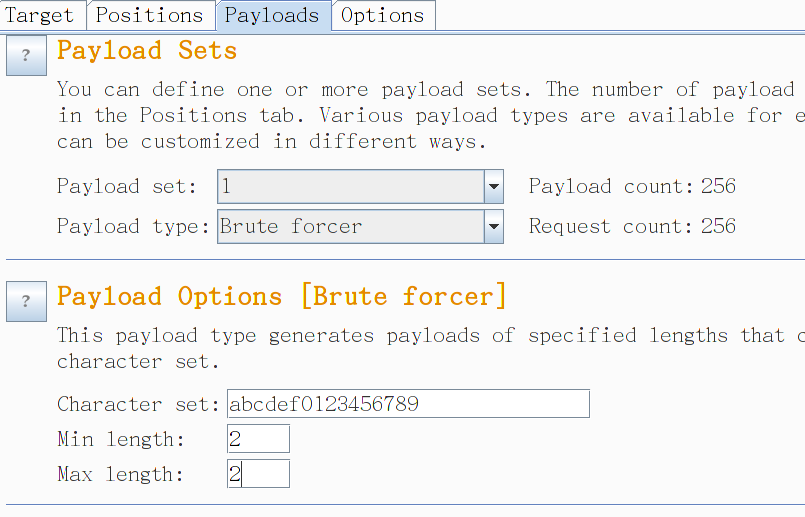 Target Positions Payloads Options
? Payload Sets
You can define one or more payload sets. The number of payload
in the Positions tab. Various payload types are available for e
can be customized in different ways.
Payload set: 1 Payload count: 256
Payload type: Brute forcer Request count: 256
? Payload Options [Brute forcer]
This payload type generates payloads of specified lengths that c
character set.
Character set: abcdef0123456789
Min length: 2
Max length: 2